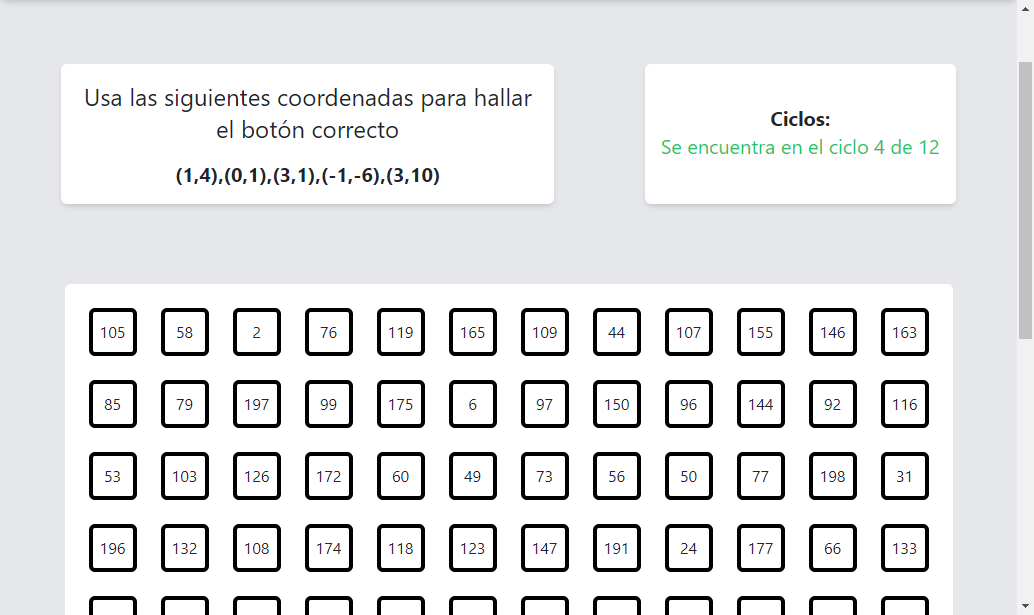 Usa las siguientes coordenadas para hallar
el botón correcto
(1,4),(0,1),(3,1),(-1,-6),(3,10)
Ciclos:
Se encuentra en el ciclo 4 de 12
105 58 2 76 119 165 109 44 107 155 146 163
85 79 197 99 175 6 97 150 96 144 92 116
53 103 126 172 60 49 73 56 50 77 198 31
196 132 108 174 118 123 147 191 24 177 66 133